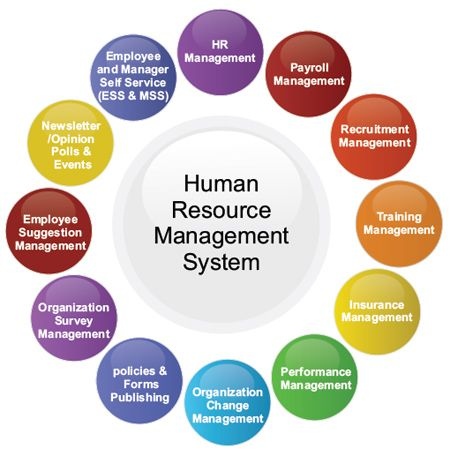 HR
Management
Payroll
Management
Recruitment
Management
Training
Management
Insurance
Management
Performance
Management
Organization
Change
Management
policies &
Forms
Publishing
Organization
Survey
Management
Employee
Suggestion
Management
Newsletter
/Opinion
Polls &
Events
Employee
and Manager
Self Service
(ESS & MSS)
Human
Resource
Management
System